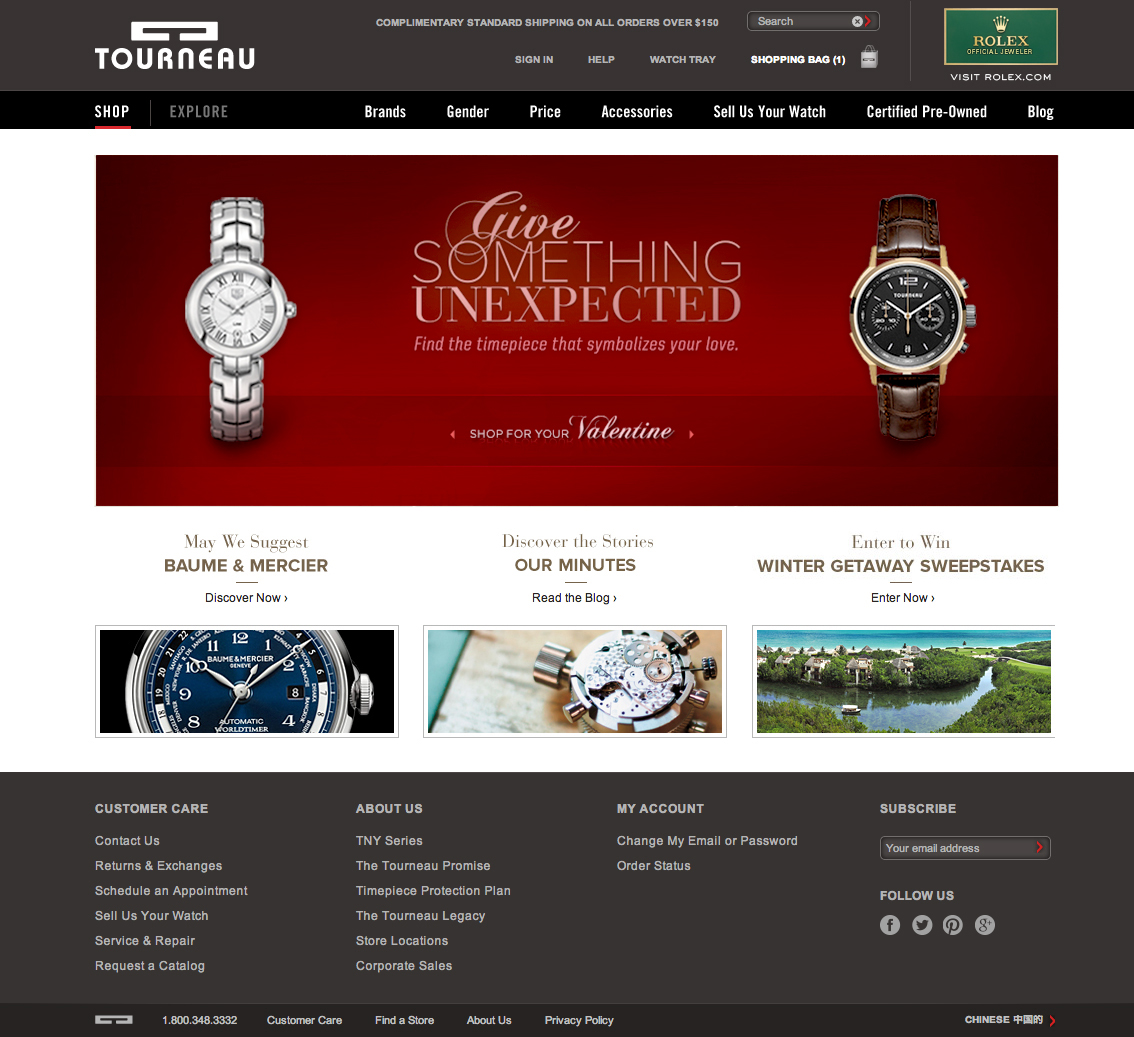 TOURNEAU
COMPLIMENTARY STANDARD SHIPPING ON ALL ORDERS OVER $150
Search
SIGN IN
HELP
WATCH TRAY
SHOPPING BAG (1)
ROLEX
OFFICIAL JEWELER
VISIT ROLEX.COM
SHOP
EXPLORE
Brands
Gender
Price
Accessories
Sell Us Your Watch
Certified Pre-Owned
Blog
Give
SOMETHING
UNEXPECTED
Find the timepiece that symbolizes your love.
SHOP FOR YOUR Valentine
12
TOURNEAU
May We Suggest
BAUME & MERCIER
Discover Now ›
Discover the Stories
OUR MINUTES
Read the Blog ›
Enter to Win
WINTER GETAWAY SWEEPSTAKES
Enter Now ›
BAUME & MERCIER
GENEVE
AUTOMATIC
WORLDTIMER
CUSTOMER CARE
Contact Us
Returns & Exchanges
Schedule an Appointment
Sell Us Your Watch
Service & Repair
Request a Catalog
ABOUT US
TNY Series
The Tourneau Promise
Timepiece Protection Plan
The Tourneau Legacy
Store Locations
Corporate Sales
MY ACCOUNT
Change My Email or Password
Order Status
SUBSCRIBE
Your email address
FOLLOW US
1.800.348.3332
Customer Care
Find a Store
About Us
Privacy Policy
CHINESE 中国的